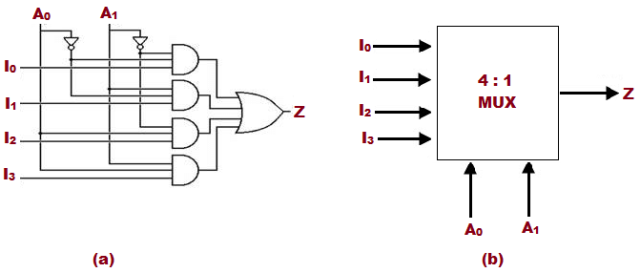 A₀ A₁
I₀
I₁
I₂
I₃
Z
(a)
I₀
I₁
I₂
I₃
4 : 1
MUX
Z
A₀ A₁
(b)